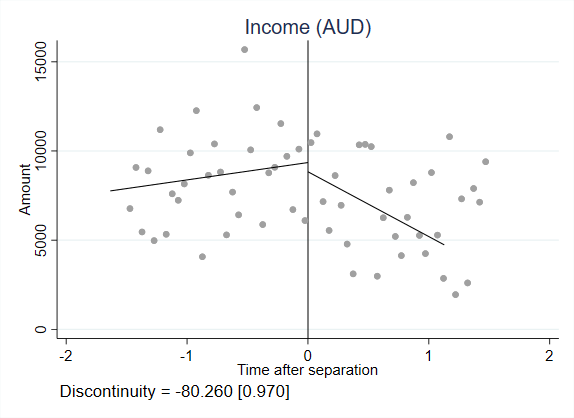 Income (AUD)
15000
10000
5000
0
Amount
-2 -1 0 1 2
Time after separation
Discontinuity = -80.260 [0.970]